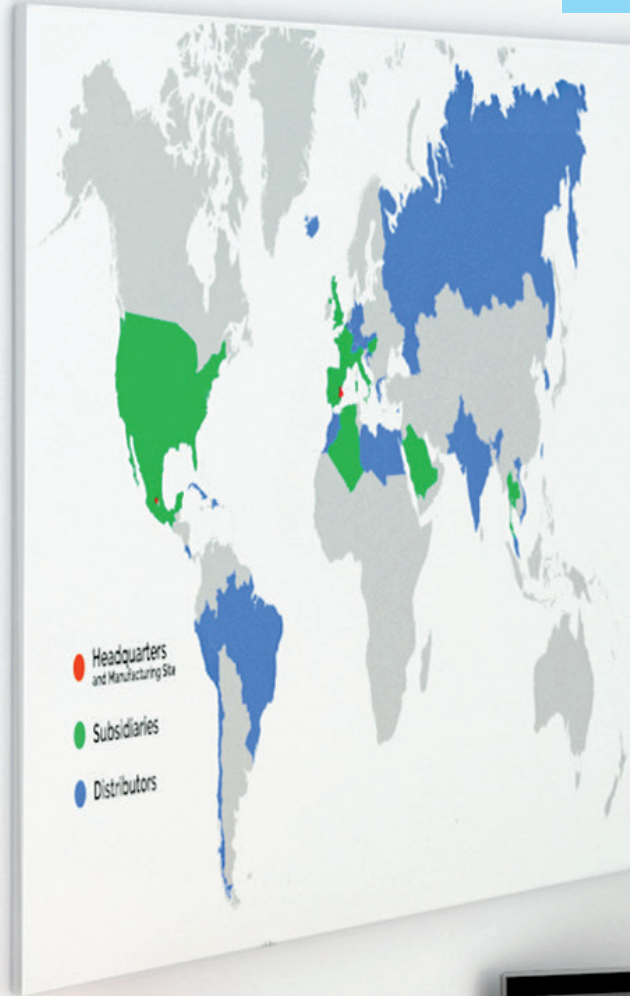 Headquarters
and Manufacturing Site
Subsidiaries
Distributors